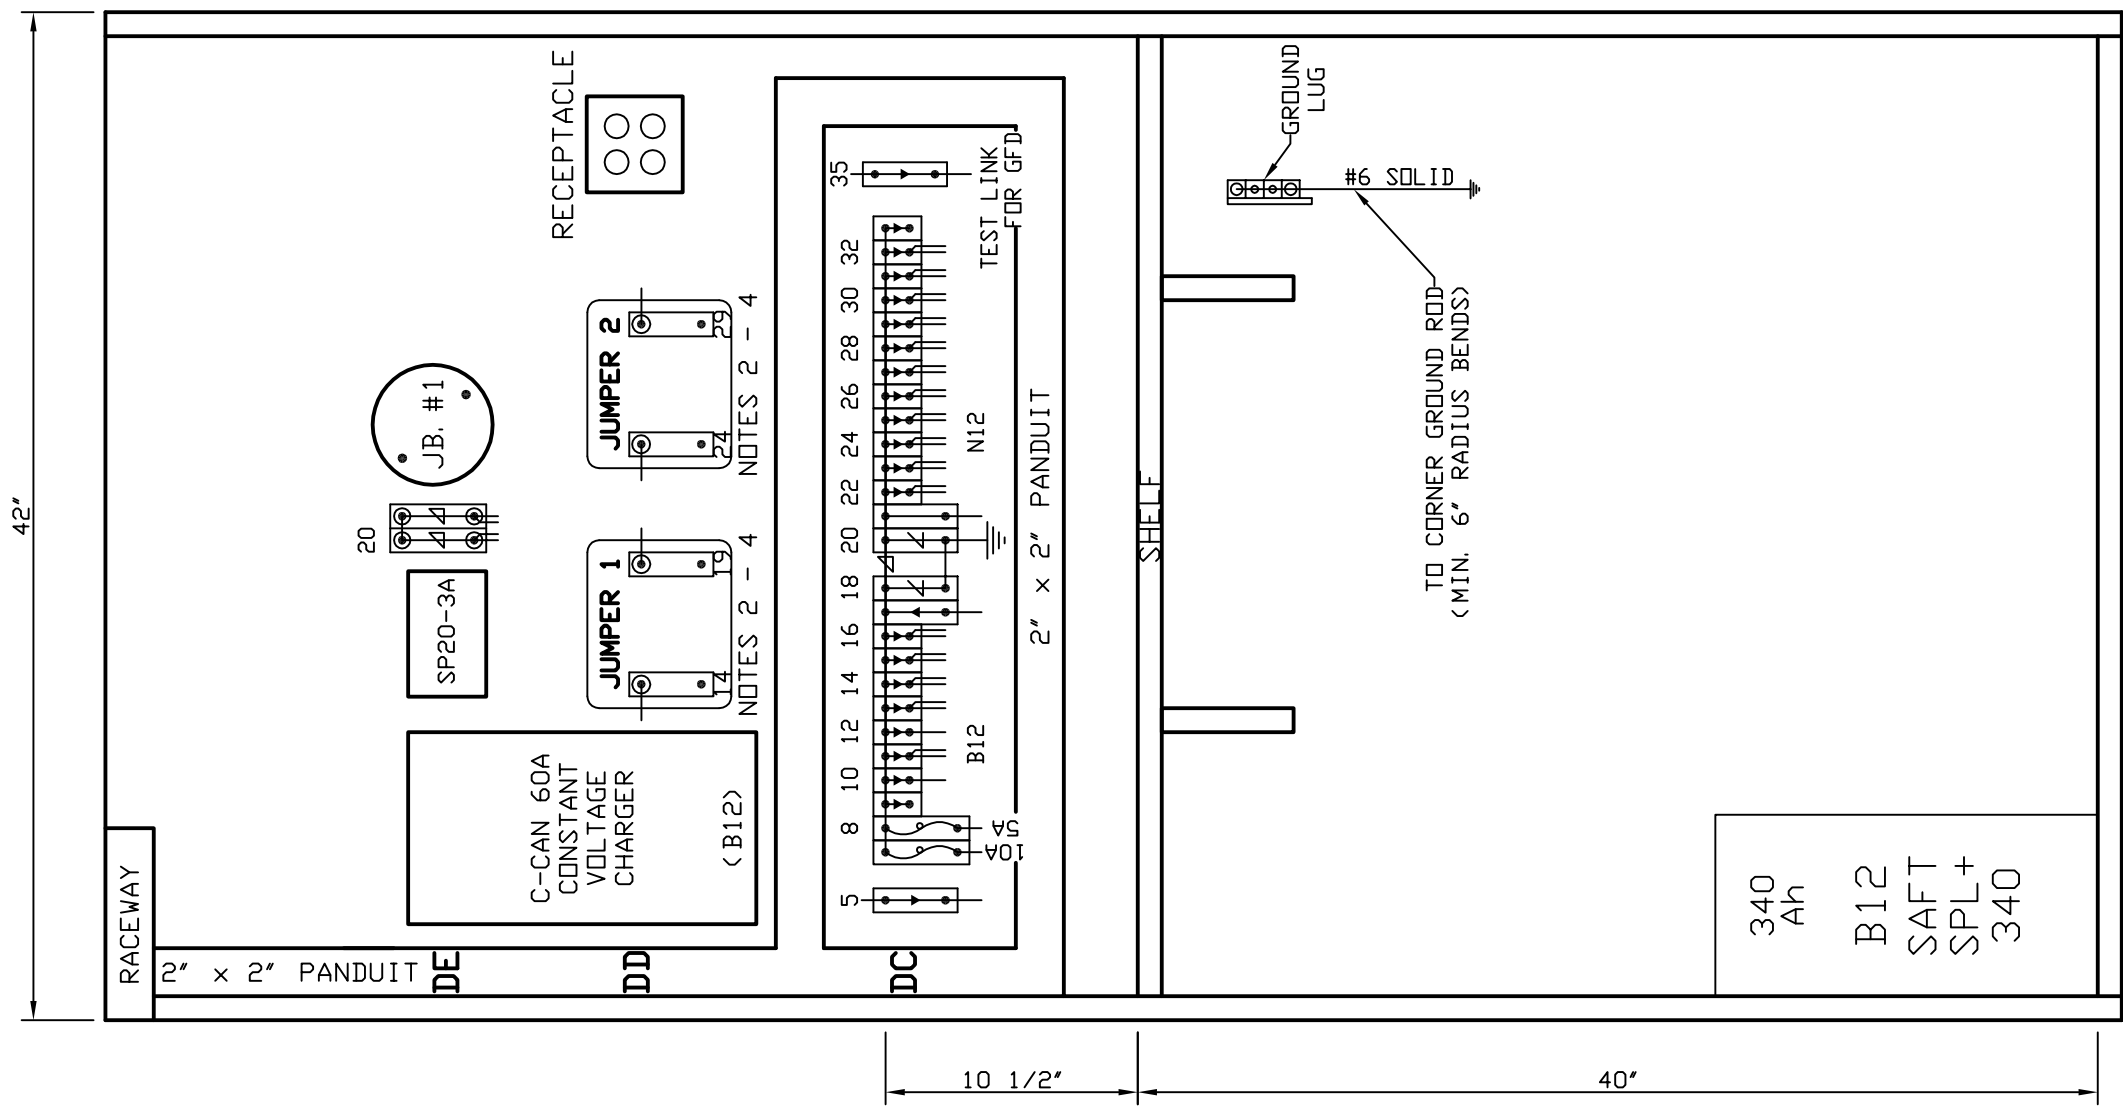 42"
RACEWAY
2" x 2" PANDUIT
DE
DD
DC
RECEPTACLE
JB. #1
20
SP20-3A
C-CAN 60A
CONSTANT
VOLTAGE
CHARGER
(B12)
JUMPER 2
24
29
NOTES 2 - 4
JUMPER 1
14
19
NOTES 2 - 4
35
32
30
28
26
24
22
20
18
16
14
12
10
8
5
TEST LINK
FOR GFD
N12
B12
5A
10A
2" x 2" PANDUIT
SHELF
GROUND
LUG
#6 SOLID
TO CORNER GROUND ROD
(MIN. 6" RADIUS BENDS)
340
Ah
B12
SAFT
SPL+
340
10 1/2"
40"